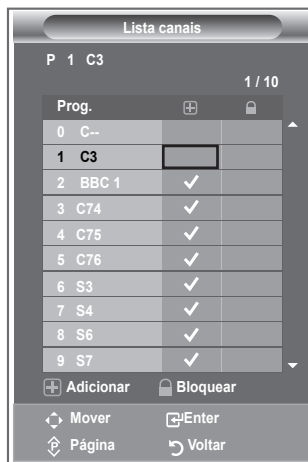 Lista canais
P 1 C3
1 / 10
Prog.
0 C--
1 C3
2 BBC 1
3 C74
4 C75
5 C76
6 S3
7 S4
8 S6
9 S7
Adicionar Bloquear
Mover Enter
Página Voltar